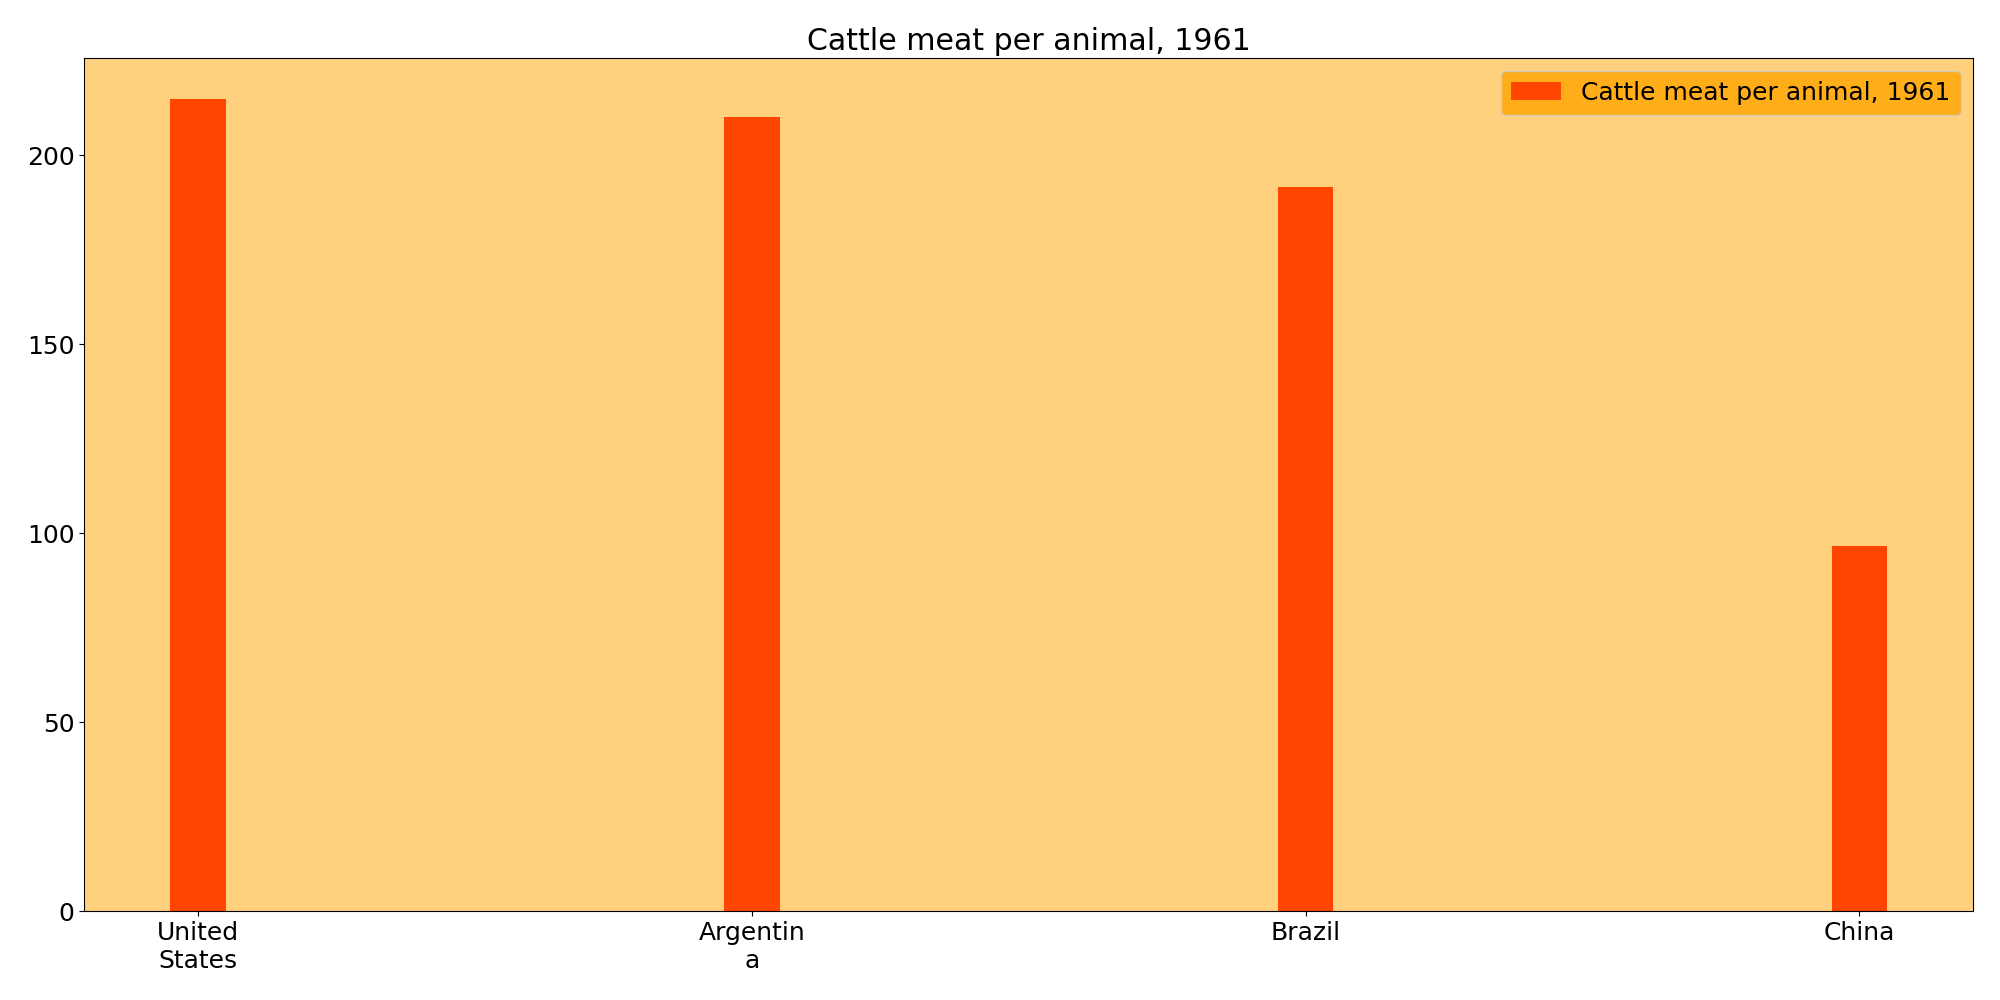 Cattle meat per animal, 1961
Cattle meat per animal, 1961
200
150
100
50
0
United
States
Argentin
a
Brazil
China